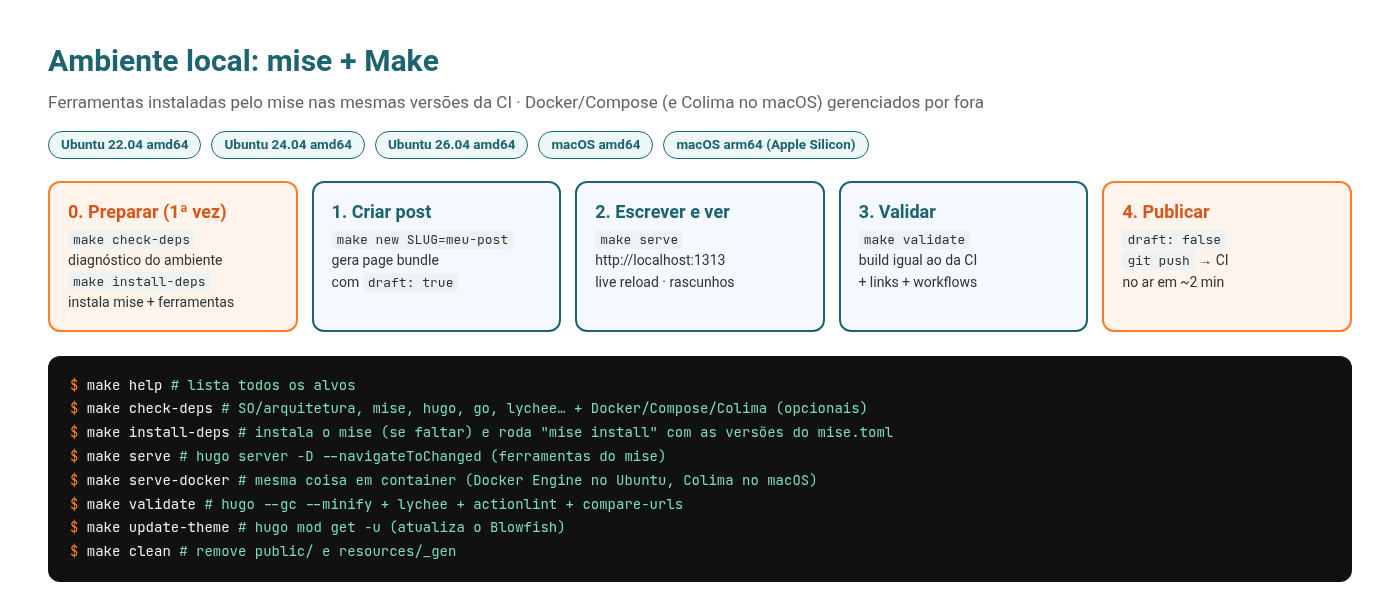 Ambiente local: mise + Make
Ferramentas instaladas pelo mise nas mesmas versões da CI · Docker/Compose (e Colima no macOS) gerenciados por fora
Ubuntu 22.04 amd64
Ubuntu 24.04 amd64
Ubuntu 26.04 amd64
macOS amd64
macOS arm64 (Apple Silicon)
0. Preparar (1ª vez)
make check-deps
diagnóstico do ambiente
make install-deps
instala mise + ferramentas
1. Criar post
make new SLUG=meu-post
gera page bundle
com draft: true
2. Escrever e ver
make serve
http://localhost:1313
live reload · rascunhos
3. Validar
make validate
build igual ao da CI
+ links + workflows
4. Publicar
draft: false
git push → CI
no ar em ~2 min
$ make help # lista todos os alvos
$ make check-deps # SO/arquitetura, mise, hugo, go, lychee… + Docker/Compose/Colima (opcionais)
$ make install-deps # instala o mise (se faltar) e roda "mise install" com as versões do mise.toml
$ make serve # hugo server -D --navigateToChanged (ferramentas do mise)
$ make serve-docker # mesma coisa em container (Docker Engine no Ubuntu, Colima no macOS)
$ make validate # hugo --gc --minify + lychee + actionlint + compare-urls
$ make update-theme # hugo mod get -u (atualiza o Blowfish)
$ make clean # remove public/ e resources/_gen